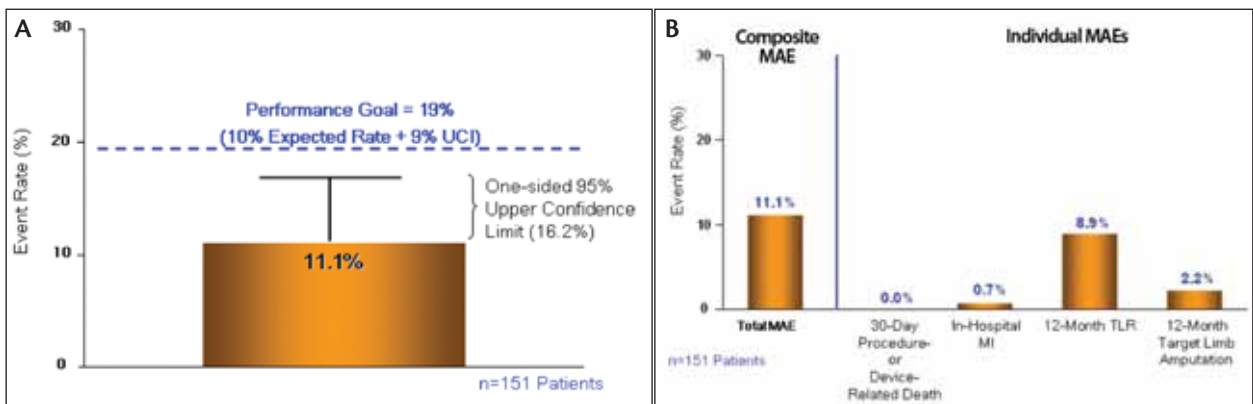 A
30
20
10
0
Event Rate (%)
Performance Goal = 19%
(10% Expected Rate + 9% UCI)
One-sided 95%
Upper Confidence
Limit (16.2%)
11.1%
n=151 Patients
B
Composite
MAE
Individual MAEs
30
20
10
0
Event Rate (%)
11.1%
0.0%
0.7%
8.9%
2.2%
Total MAE
30-Day
Procedure-
or
Device-
Related Death
In-Hospital
MI
12-Month TLR
12-Month
Target Limb
Amputation
n=151 Patients